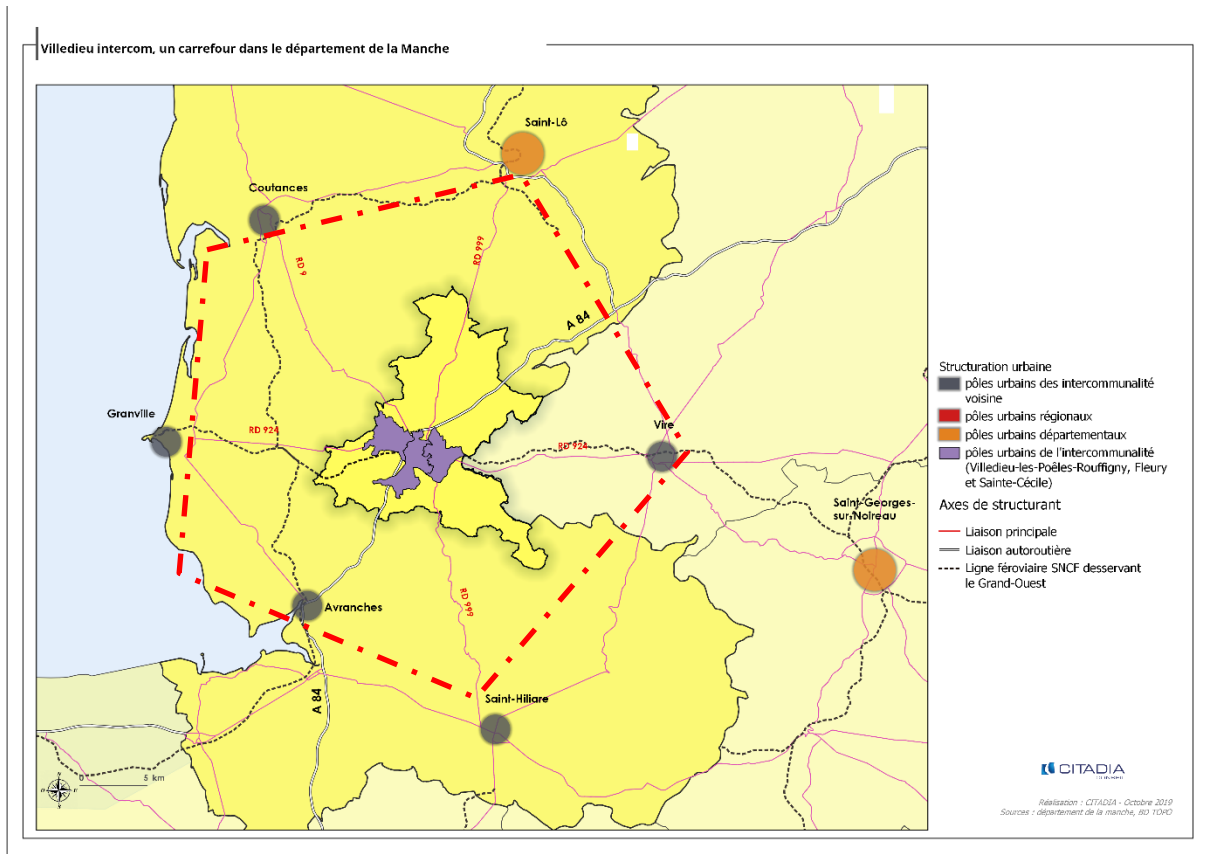 Villedieu intercom, un carrefour dans le département de la Manche
Saint-Lô
Coutances
RD 9
RD 999
A 84
Granville
RD 924
RD 924
Vire
Saint-Georges-
sur-Noireau
Avranches
RD 999
A 84
Saint-Hiliare
0 5 km
Structuration urbaine
pôles urbains des intercommunalité
voisine
pôles urbains régionaux
pôles urbains départementaux
pôles urbains de l'intercommunalité
(Villedieu-les-Poêles-Rouffigny, Fleury
et Sainte-Cécile)
Axes de structurant
Liaison principale
Liaison autoroutière
Ligne féroviaire SNCF desservant
le Grand-Ouest
CITADIA
CONSEIL
Réalisation : CITADIA - Octobre 2019
Sources : département de la manche, BD TOPO